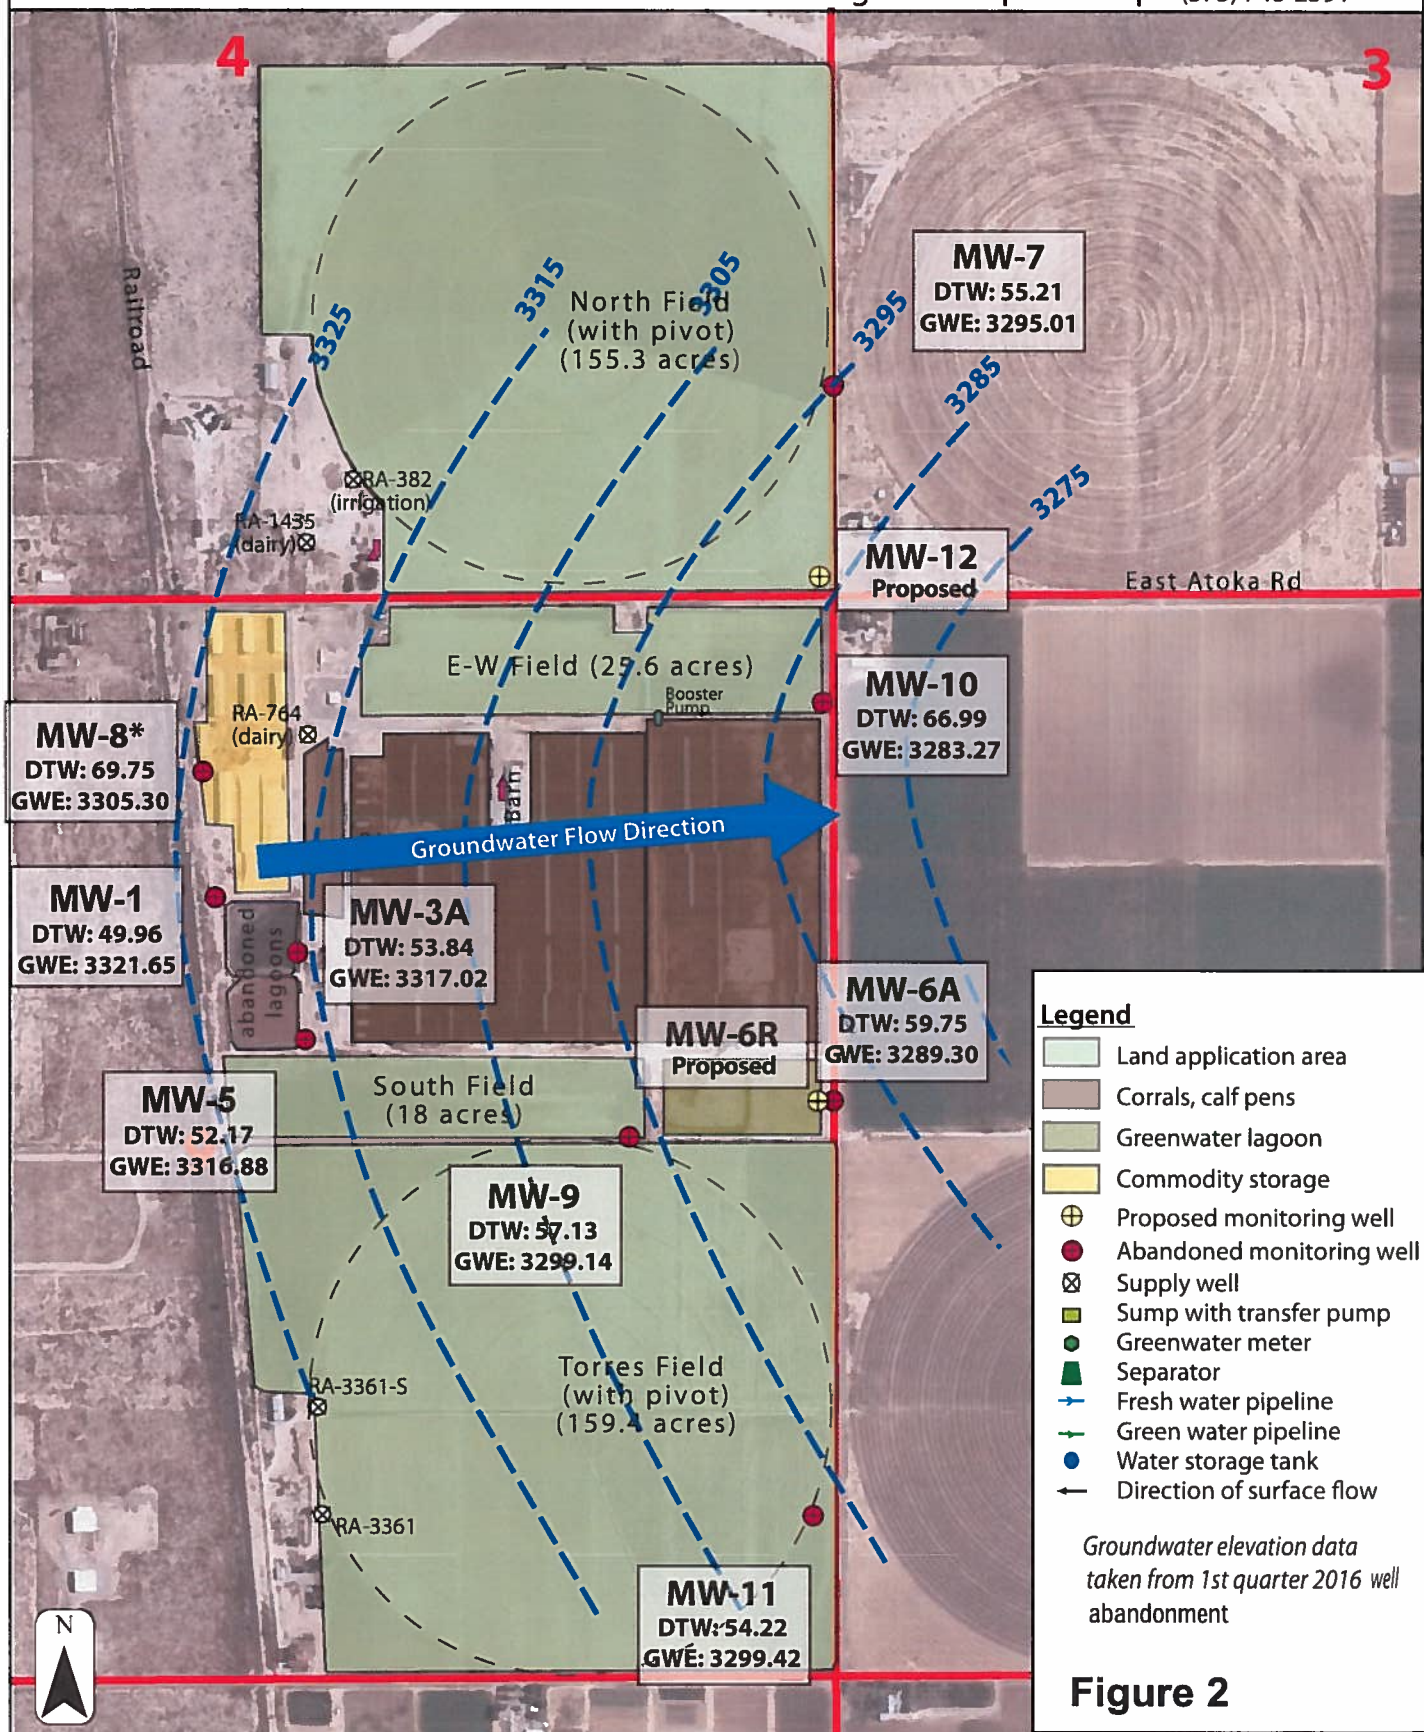 4
3
Railroad
3325
3315
3305
3295
3285
3275
North Field
(with pivot)
(155.3 acres)
MW-7
DTW: 55.21
GWE: 3295.01
RA-382
(irrigation)
RA-1435
(dairy)
MW-12
Proposed
East Atoka Rd
E-W Field (25.6 acres)
Booster
Pump
MW-10
DTW: 66.99
GWE: 3283.27
RA-764
(dairy)
MW-8*
DTW: 69.75
GWE: 3305.30
Barn
Groundwater Flow Direction
MW-1
DTW: 49.96
GWE: 3321.65
abandoned
lagoons
MW-3A
DTW: 53.84
GWE: 3317.02
MW-6A
DTW: 59.75
GWE: 3289.30
MW-6R
Proposed
South Field
(18 acres)
MW-5
DTW: 52.17
GWE: 3316.88
MW-9
DTW: 57.13
GWE: 3299.14
RA-3361-S
Torres Field
(with pivot)
(159.4 acres)
RA-3361
MW-11
DTW: 54.22
GWE: 3299.42
N
Legend
Land application area
Corrals, calf pens
Greenwater lagoon
Commodity storage
Proposed monitoring well
Abandoned monitoring well
Supply well
Sump with transfer pump
Greenwater meter
Separator
Fresh water pipeline
Green water pipeline
Water storage tank
Direction of surface flow
Groundwater elevation data
taken from 1st quarter 2016 well
abandonment
Figure 2